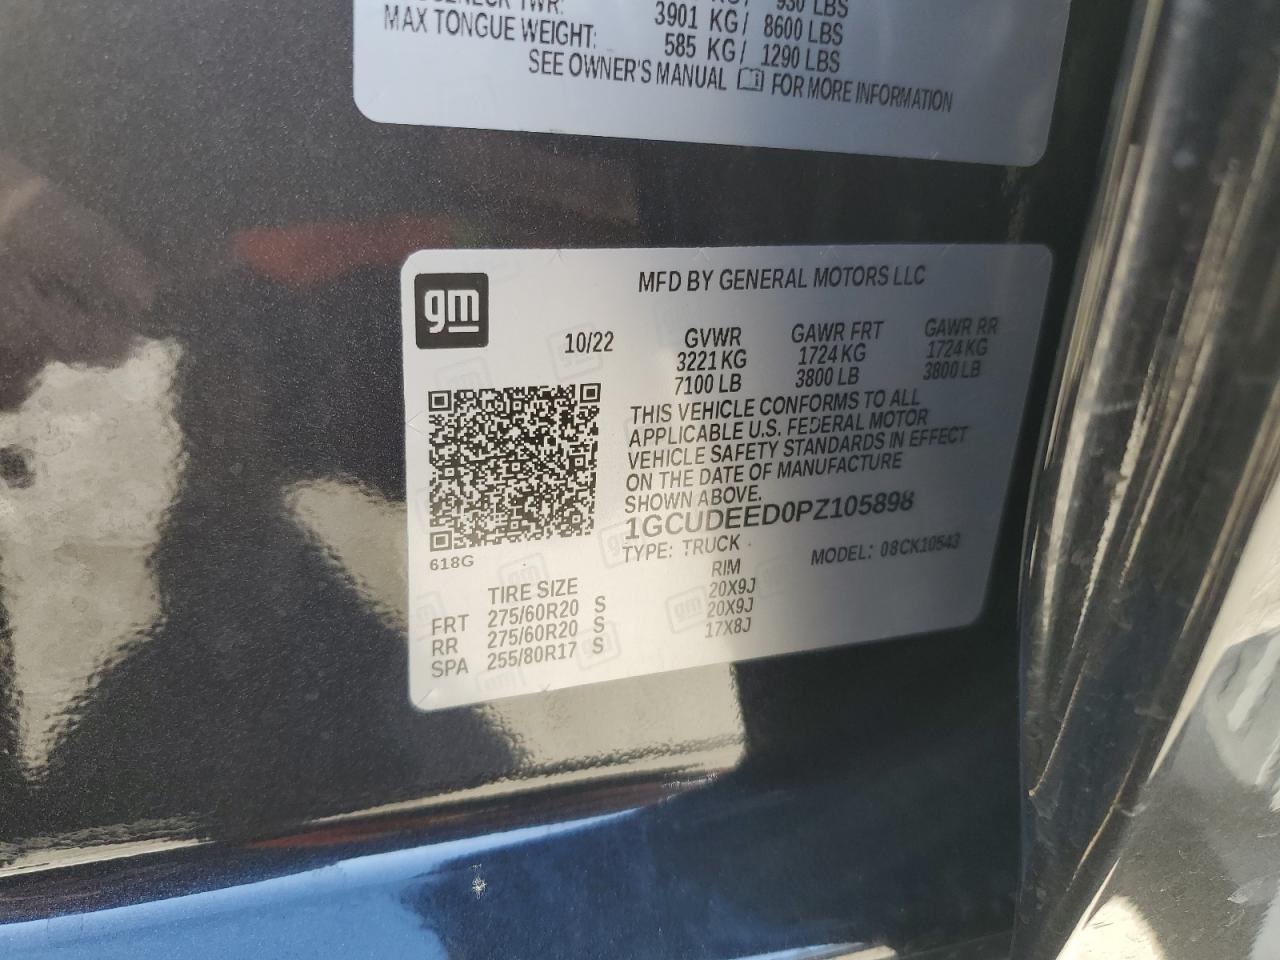 TWR:
930 LBS
3901 KG/ 8600 LBS
MAX TONGUE WEIGHT: 585 KG/ 1290 LBS
SEE OWNER'S MANUAL FOR MORE INFORMATION
gm
MFD BY GENERAL MOTORS LLC
10/22 GVWR GAWR FRT GAWR RR
3221 KG 1724 KG 1724 KG
7100 LB 3800 LB 3800 LB
THIS VEHICLE CONFORMS TO ALL
APPLICABLE U.S. FEDERAL MOTOR
VEHICLE SAFETY STANDARDS IN EFFECT
ON THE DATE OF MANUFACTURE
SHOWN ABOVE.
1GCUDEED0PZ105898
TYPE: TRUCK MODEL: 08CK10543
618G
TIRE SIZE RIM
FRT 275/60R20 S 20X9J
RR 275/60R20 S 20X9J
SPA 255/80R17 S 17X8J